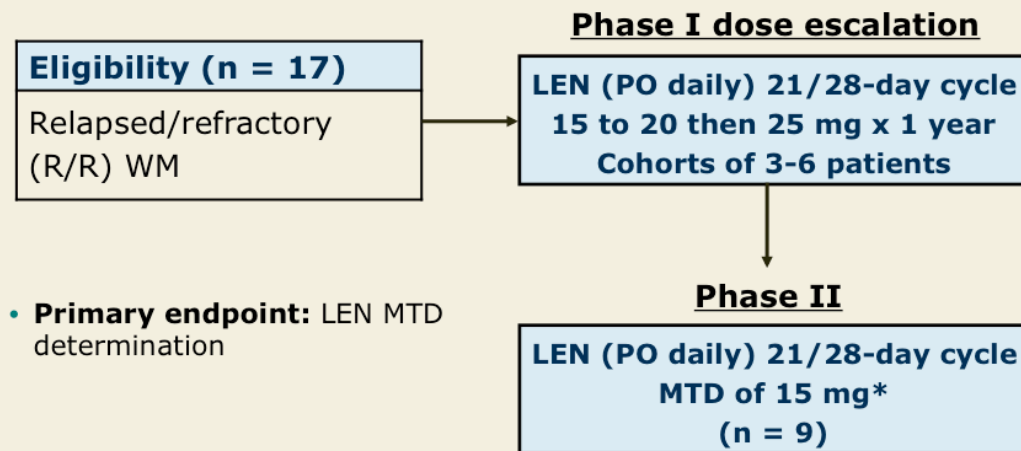 Phase I dose escalation
Eligibility (n = 17)
Relapsed/refractory
(R/R) WM
LEN (PO daily) 21/28-day cycle
15 to 20 then 25 mg x 1 year
Cohorts of 3-6 patients
• Primary endpoint: LEN MTD
determination
Phase II
LEN (PO daily) 21/28-day cycle
MTD of 15 mg*
(n = 9)